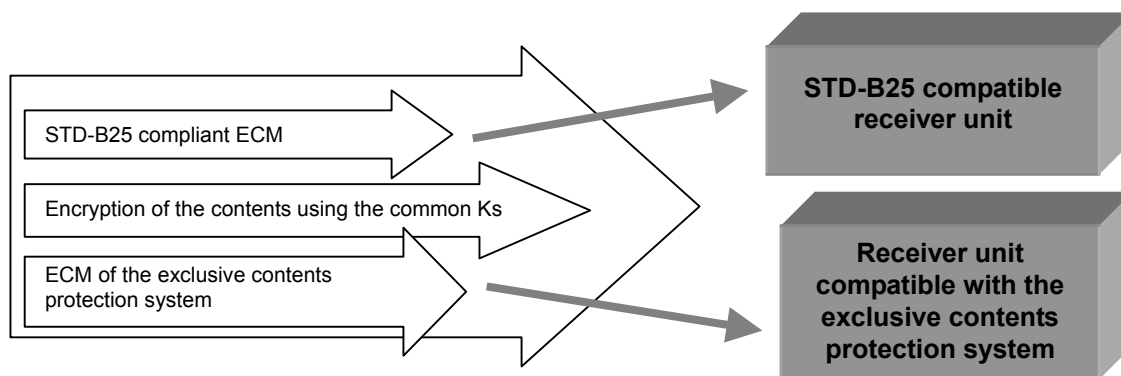 STD-B25 compliant ECM
Encryption of the contents using the common Ks
ECM of the exclusive contents
protection system
STD-B25 compatible
receiver unit
Receiver unit
compatible with the
exclusive contents
protection system